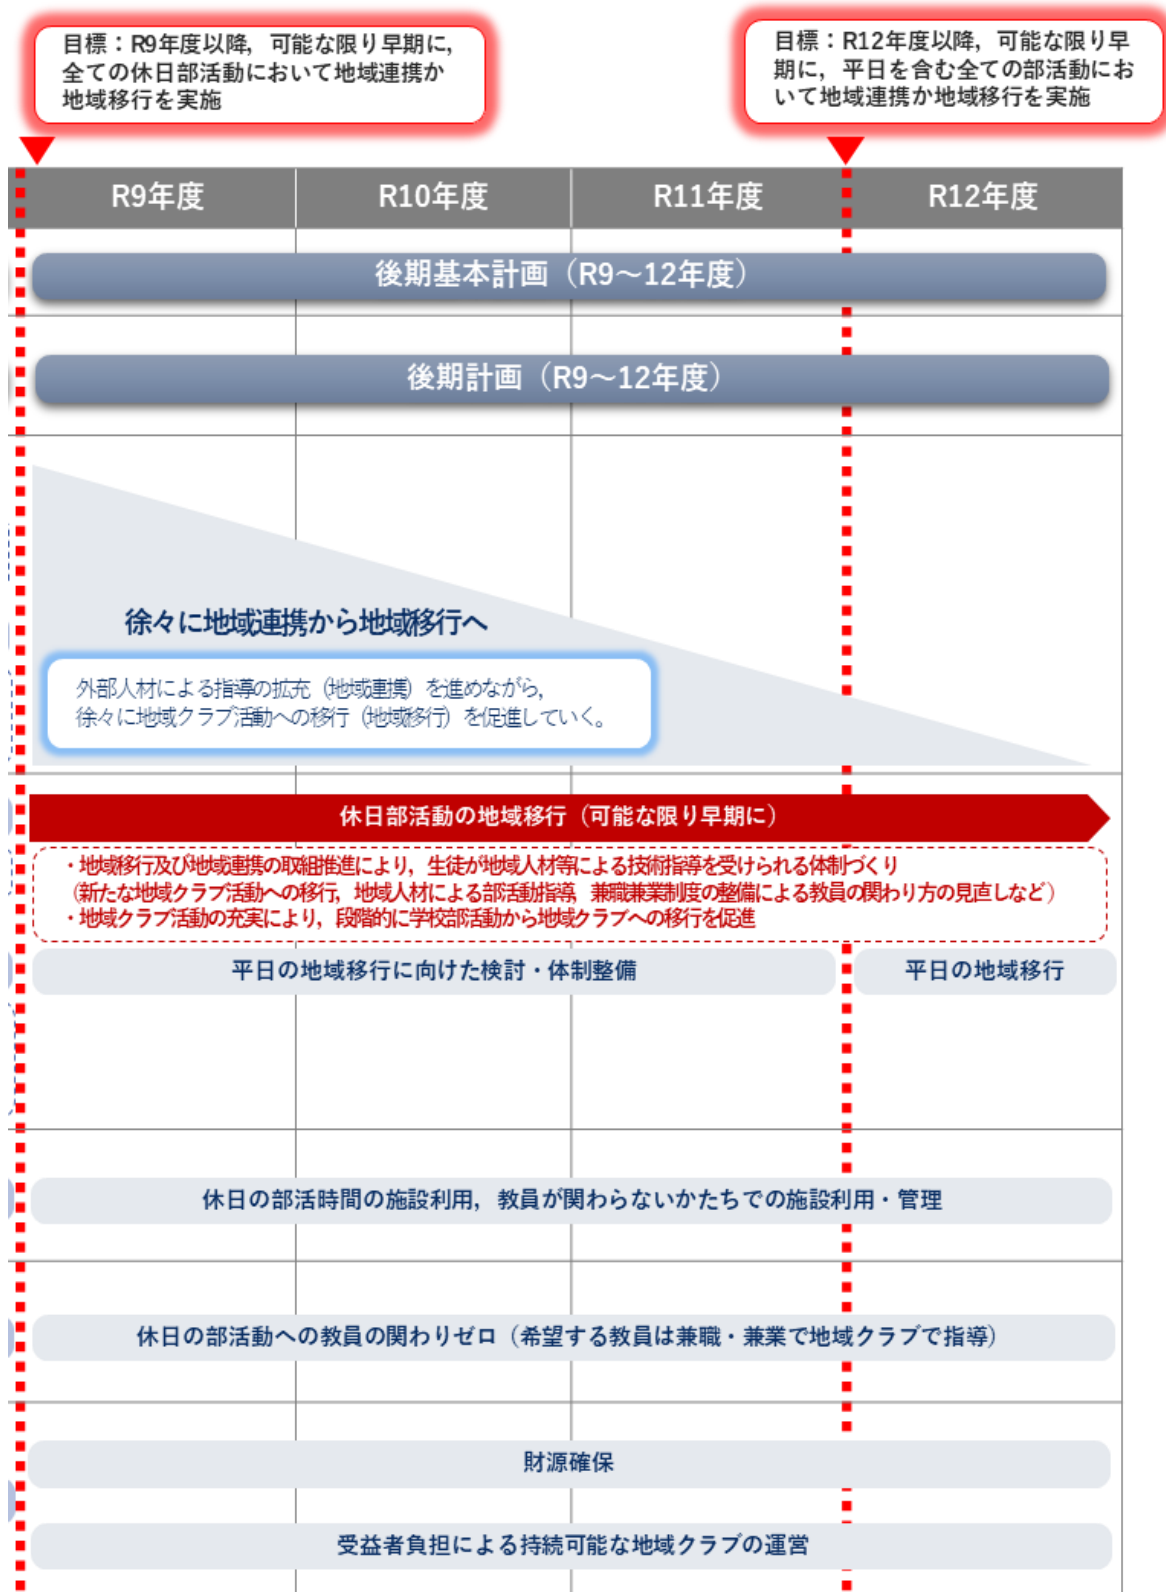 目標：R9年度以降，可能な限り早期に，
全ての休日部活動において地域連携か
地域移行を実施
目標：R12年度以降，可能な限り早
期に，平日を含む全ての部活動にお
いて地域連携か地域移行を実施
R9年度
R10年度
R11年度
R12年度
後期基本計画（R9～12年度）
後期計画（R9～12年度）
徐々に地域連携から地域移行へ
外部人材による指導の拡充（地域連携）を進めながら，
徐々に地域クラブ活動への移行（地域移行）を促進していく。
休日部活動の地域移行（可能な限り早期に）
・地域移行及び地域連携の取組推進により，生徒が地域人材等による技術指導を受けられる体制づくり
（新たな地域クラブ活動への移行，地域人材による部活動指導，兼職兼業制度の整備による教員の関わり方の見直しなど）
・地域クラブ活動の充実により，段階的に学校部活動から地域クラブへの移行を促進
平日の地域移行に向けた検討・体制整備
平日の地域移行
休日の部活時間の施設利用，教員が関わらないかたちでの施設利用・管理
休日の部活動への教員の関わりゼロ（希望する教員は兼職・兼業で地域クラブで指導）
財源確保
受益者負担による持続可能な地域クラブの運営